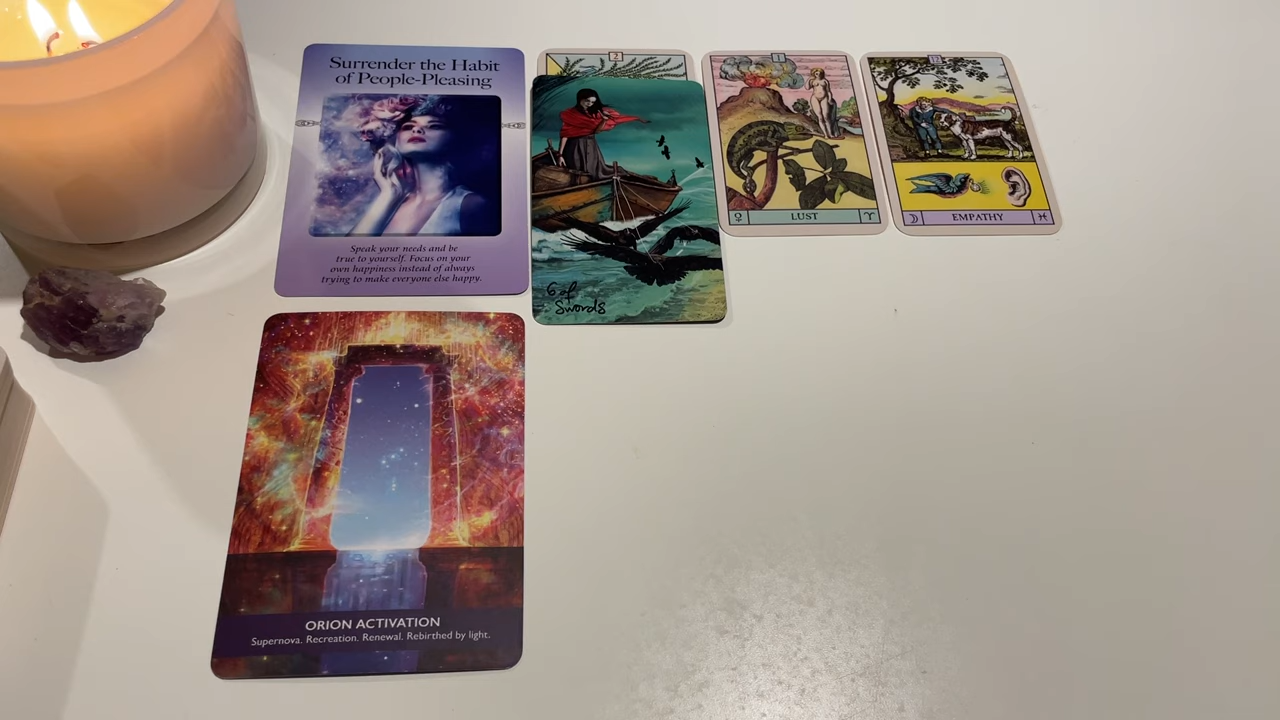 Surrender the Habit
of People-Pleasing
Speak your needs and be
true to yourself. Focus on your
own happiness instead of always
trying to make everyone else happy.
2
6 of
Swords
1
LUST
EMPATHY
ORION ACTIVATION
Supernova. Recreation. Renewal. Rebirthed by light.